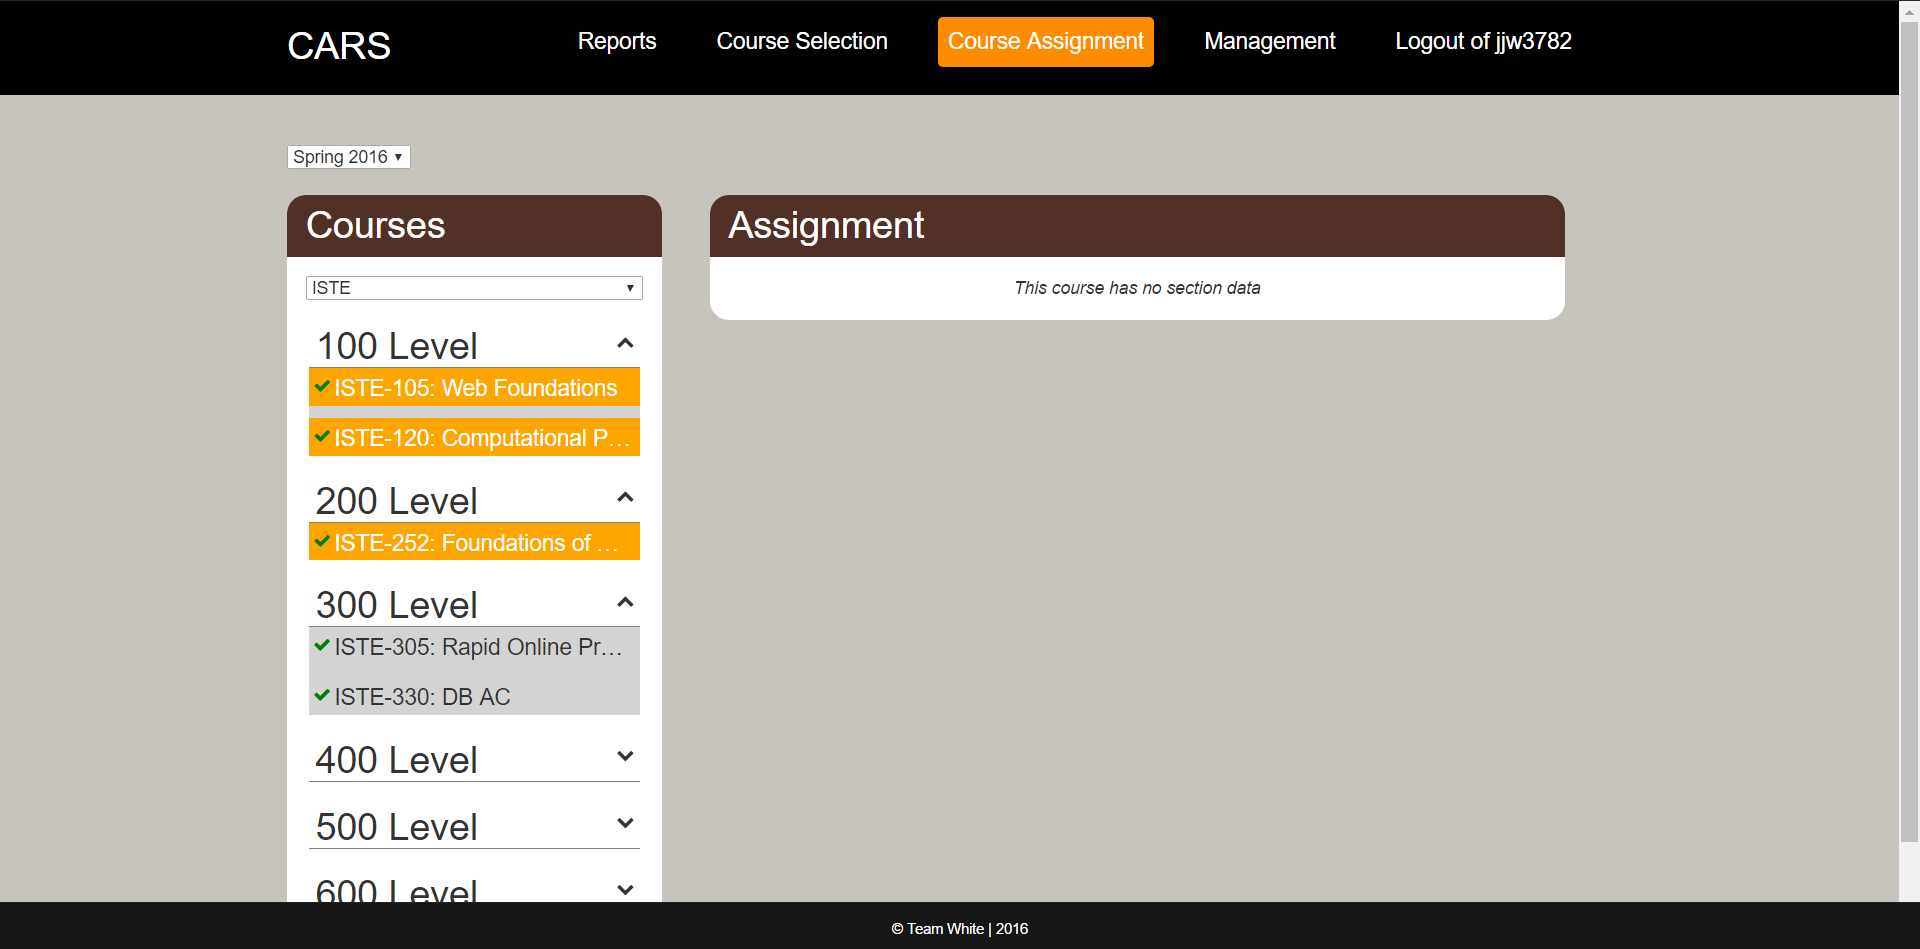 CARS
Reports
Course Selection
Course Assignment
Management
Logout of jjw3782
Spring 2016
Courses
ISTE
100 Level
ISTE-105: Web Foundations
ISTE-120: Computational P...
200 Level
ISTE-252: Foundations of ...
300 Level
ISTE-305: Rapid Online Pr...
ISTE-330: DB AC
400 Level
500 Level
600 Level
Assignment
This course has no section data
© Team White | 2016